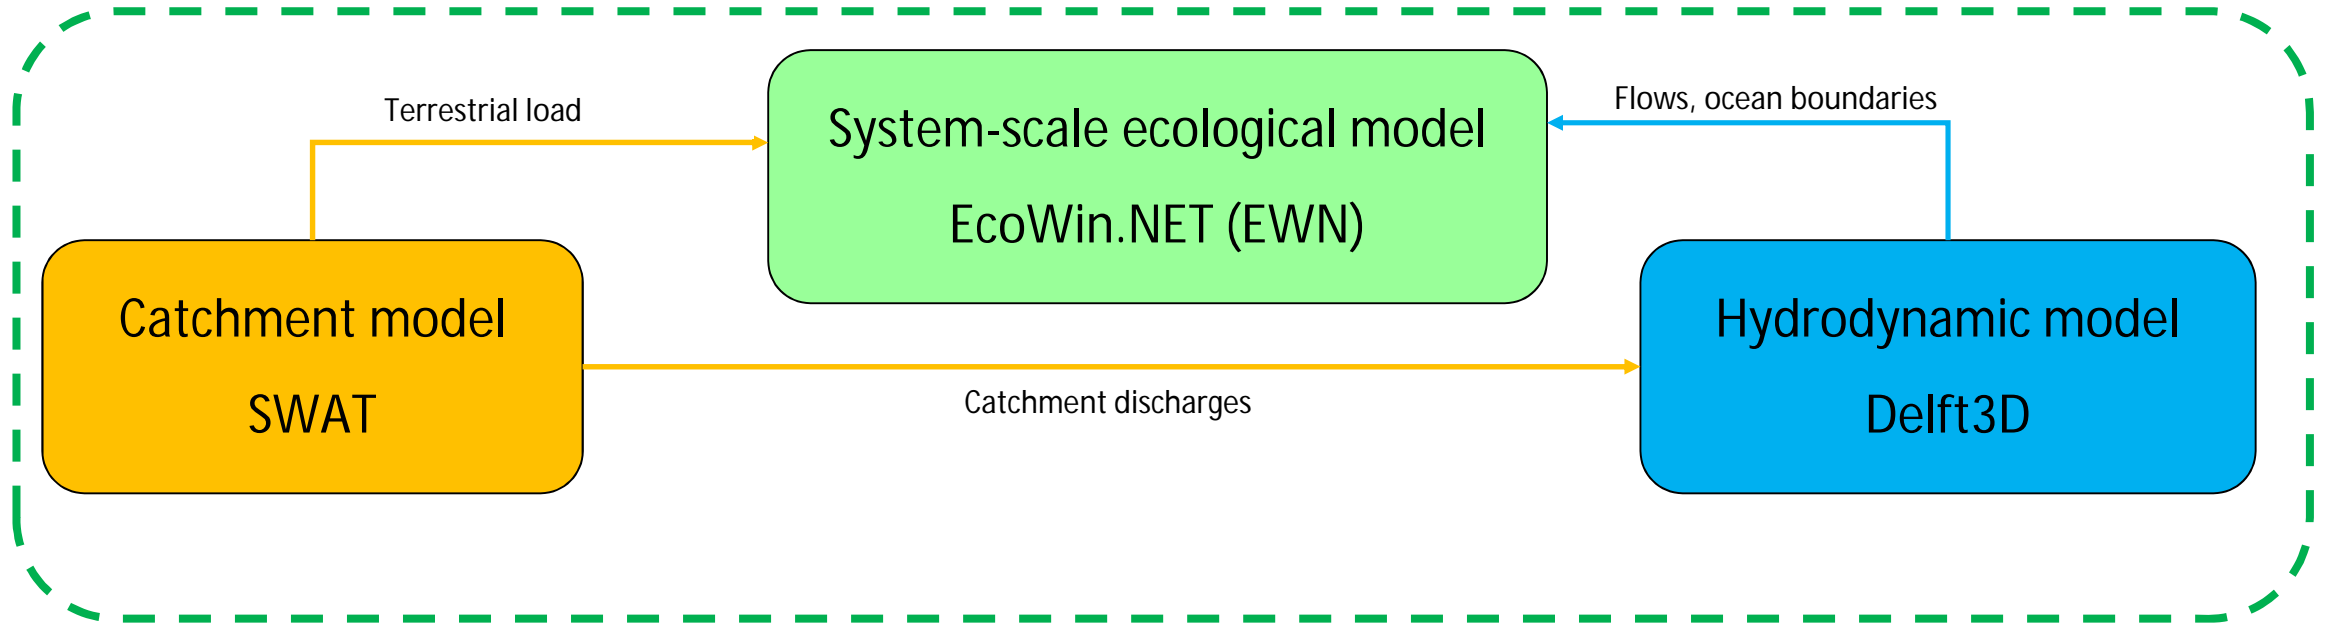 Terrestrial load
Flows, ocean boundaries
System-scale ecological model
EcoWin.NET (EWN)
Catchment model
SWAT
Catchment discharges
Hydrodynamic model
Delft3D